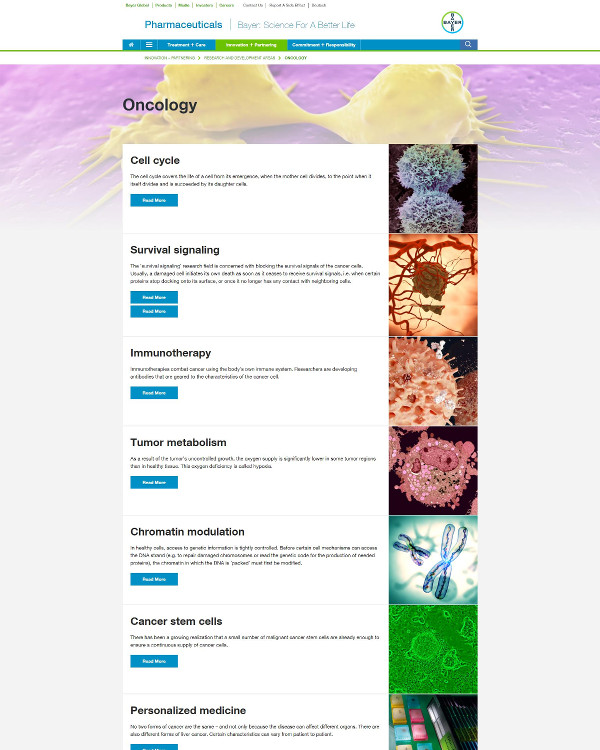 Bayer Global | Products | Media | Investors | Careers Contact Us | Report A Side Effect | Deutsch
Pharmaceuticals | Bayer: Science For A Better Life
BAYER
Treatment + Care Innovation + Partnering Commitment + Responsibility
INNOVATION + PARTNERING > RESEARCH AND DEVELOPMENT AREAS > ONCOLOGY
Oncology
Cell cycle
The cell cycle covers the life of a cell from its emergence, when the mother cell divides, to the point when it
itself divides and is succeeded by its daughter cells.
Read More
Survival signaling
The 'survival signaling' research field is concerned with blocking the survival signals of the cancer cells.
Usually, a damaged cell initiates its own death as soon as it ceases to receive survival signals, i.e. when certain
proteins stop docking onto its surface, or once it no longer has any contact with neighboring cells.
Read More
Read More
Immunotherapy
Immunotherapies combat cancer using the body's own immune system. Researchers are developing
antibodies that are geared to the characteristics of the cancer cell.
Read More
Tumor metabolism
As a result of the tumor's uncontrolled growth, the oxygen supply is significantly lower in some tumor regions
than in healthy tissue. This oxygen deficiency is called hypoxia.
Read More
Chromatin modulation
In healthy cells, access to genetic information is tightly controlled. Before certain cell mechanisms can access
the DNA strand (e.g. to repair damaged chromosomes or read the genetic code for the production of needed
proteins), the chromatin in which the DNA is 'packed' must first be modified.
Read More
Cancer stem cells
There has been a growing realization that a small number of malignant cancer stem cells are already enough to
ensure a continuous supply of cancer cells.
Read More
Personalized medicine
No two forms of cancer are the same – and not only because the disease can affect different organs. There are
also different forms of liver cancer. Certain characteristics can vary from patient to patient.
Read More